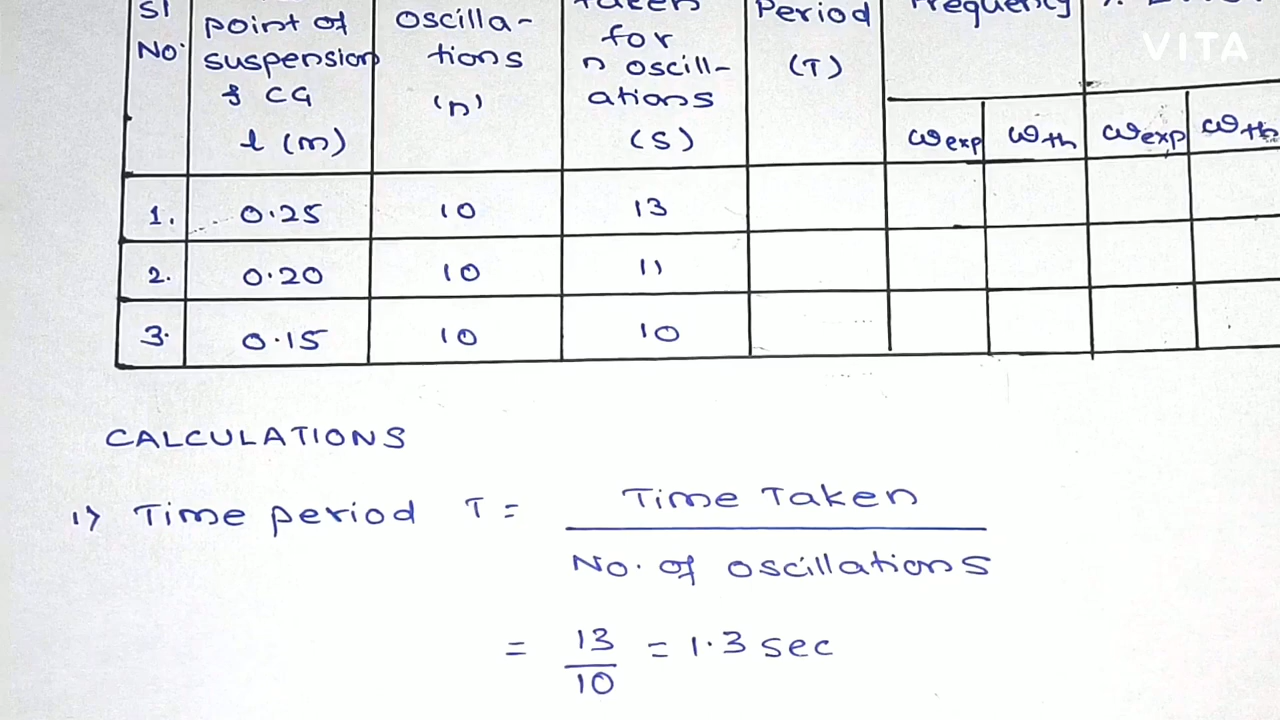 Sl No.
point of suspension & CG l (m)
oscilla-tions 'n'
for n oscill-ations (s)
Period (T)
Frequency
VITA
ωexp ωth ωexp ωth
1. 0.25 10 13
2. 0.20 10 11
3. 0.15 10 10
CALCULATIONS
1) Time period T = Time Taken
No. of oscillations
= 13 = 1.3 sec
10